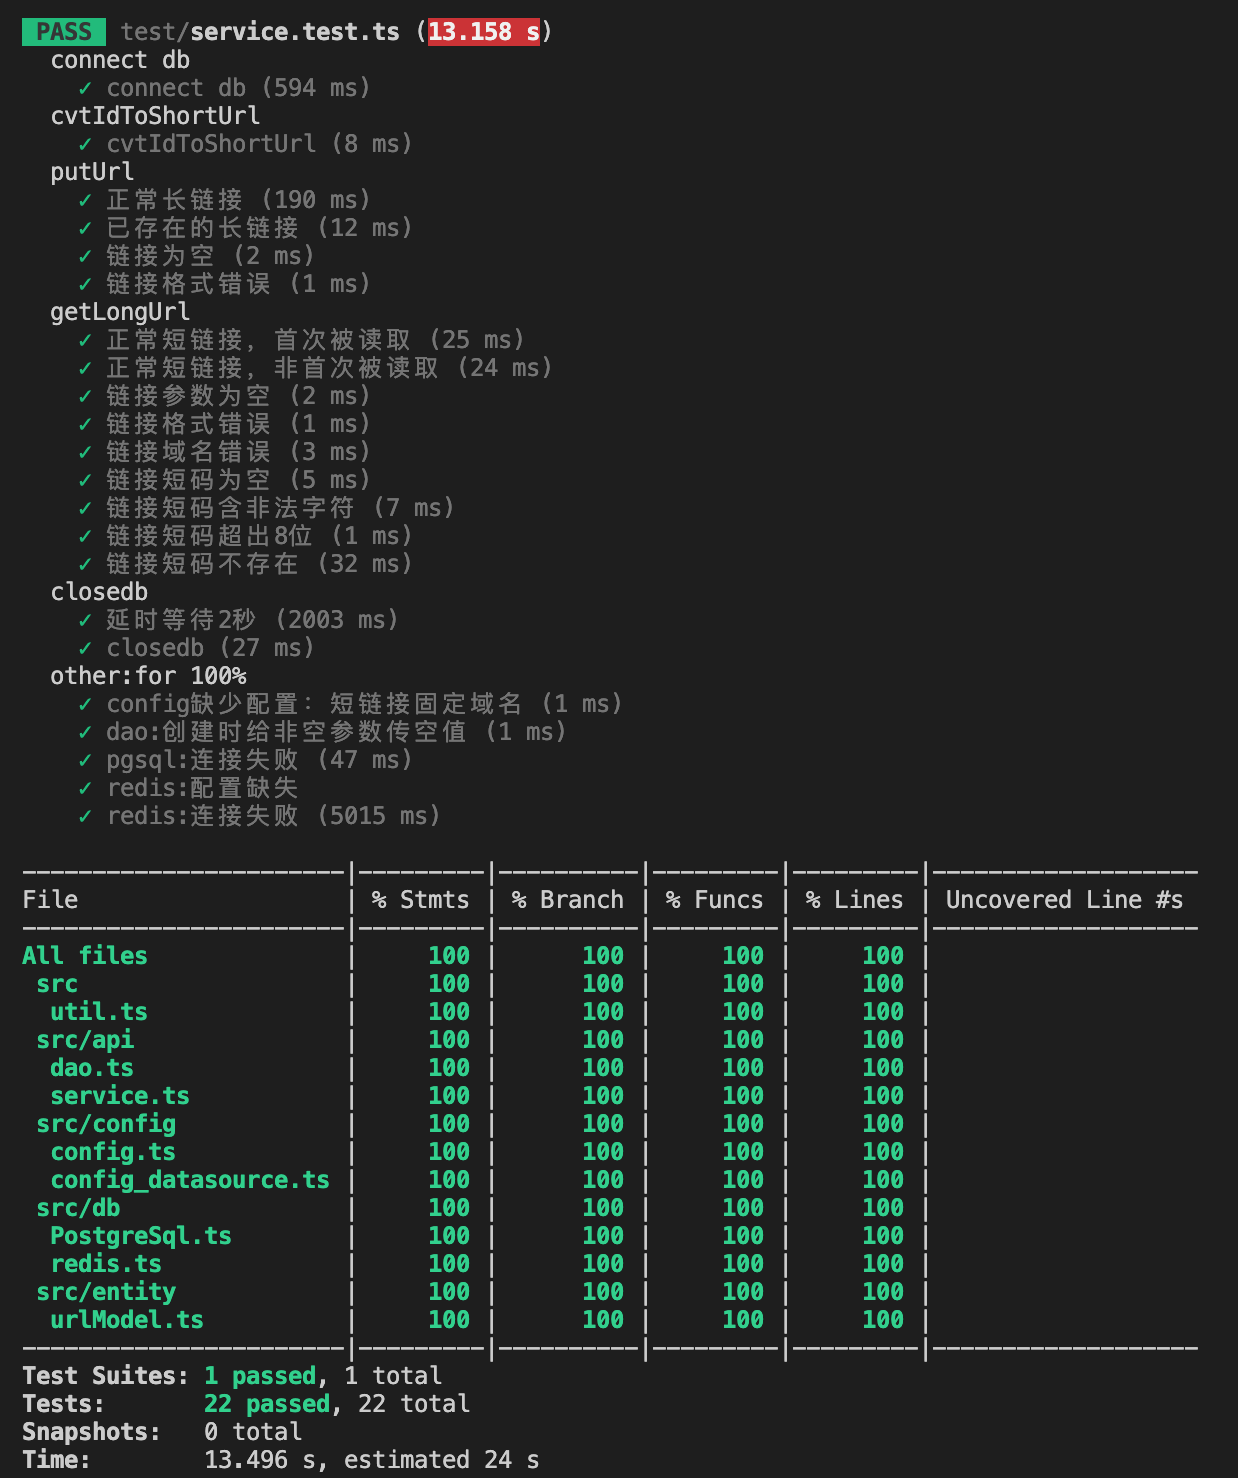 PASS test/service.test.ts (13.158 s)
connect db
✓ connect db (594 ms)
cvtIdToShortUrl
✓ cvtIdToShortUrl (8 ms)
putUrl
✓ 正常长链接 (190 ms)
✓ 已存在的长链接 (12 ms)
✓ 链接为空 (2 ms)
✓ 链接格式错误 (1 ms)
getLongUrl
✓ 正常短链接，首次被读取 (25 ms)
✓ 正常短链接，非首次被读取 (24 ms)
✓ 链接参数为空 (2 ms)
✓ 链接格式错误 (1 ms)
✓ 链接域名错误 (3 ms)
✓ 链接短码为空 (5 ms)
✓ 链接短码含非法字符 (7 ms)
✓ 链接短码超出8位 (1 ms)
✓ 链接短码不存在 (32 ms)
closedb
✓ 延时等待2秒 (2003 ms)
✓ closedb (27 ms)
other:for 100%
✓ config缺少配置：短链接固定域名 (1 ms)
✓ dao:创建时给非空参数传空值 (1 ms)
✓ pgsql:连接失败 (47 ms)
✓ redis:配置缺失
✓ redis:连接失败 (5015 ms)
-----------------------|---------|----------|---------|---------|-------------------
File | % Stmts | % Branch | % Funcs | % Lines | Uncovered Line #s
-----------------------|---------|----------|---------|---------|-------------------
All files | 100 | 100 | 100 | 100 |
src | 100 | 100 | 100 | 100 |
util.ts | 100 | 100 | 100 | 100 |
src/api | 100 | 100 | 100 | 100 |
dao.ts | 100 | 100 | 100 | 100 |
service.ts | 100 | 100 | 100 | 100 |
src/config | 100 | 100 | 100 | 100 |
config.ts | 100 | 100 | 100 | 100 |
config_datasource.ts | 100 | 100 | 100 | 100 |
src/db | 100 | 100 | 100 | 100 |
PostgreSql.ts | 100 | 100 | 100 | 100 |
redis.ts | 100 | 100 | 100 | 100 |
src/entity | 100 | 100 | 100 | 100 |
urlModel.ts | 100 | 100 | 100 | 100 |
-----------------------|---------|----------|---------|---------|-------------------
Test Suites: 1 passed, 1 total
Tests: 22 passed, 22 total
Snapshots: 0 total
Time: 13.496 s, estimated 24 s